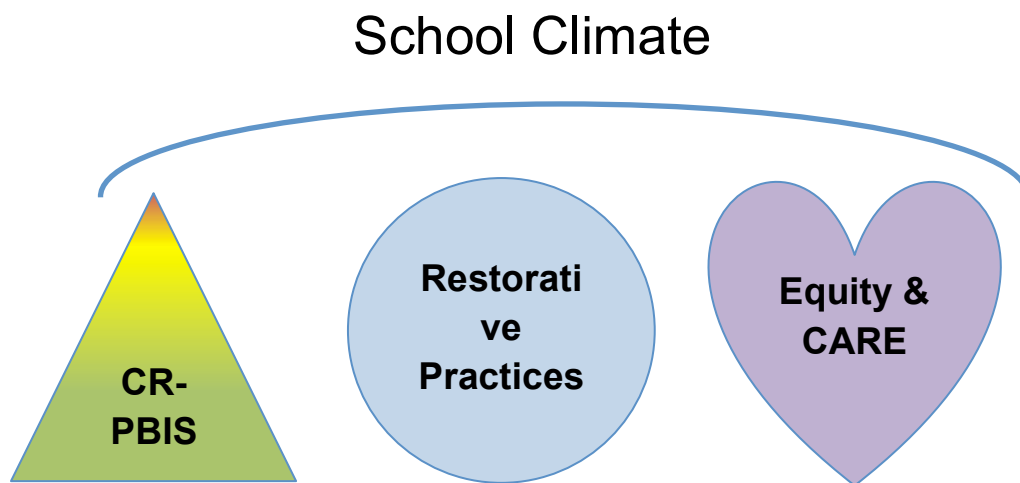 School Climate
CR-
PBIS
Restorati
ve
Practices
Equity &
CARE